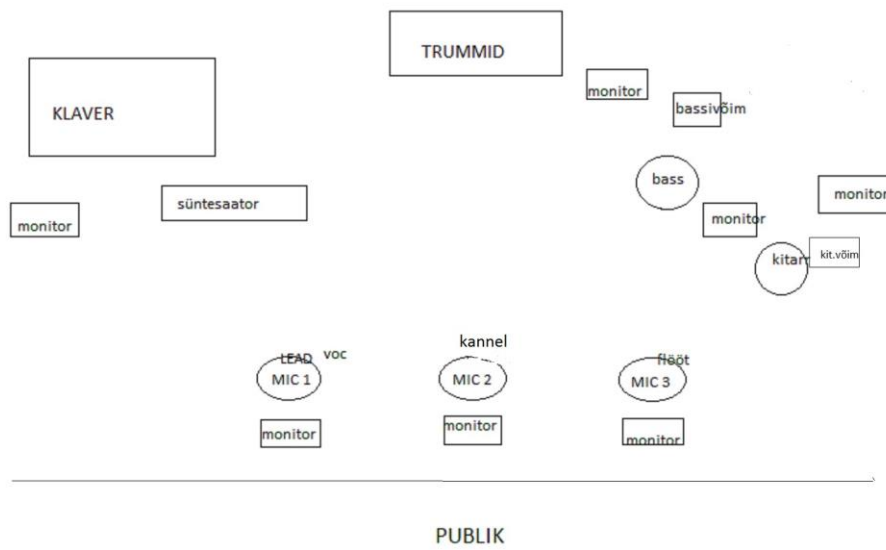 TRUMMID
KLAVER
monitor
bassivõim
bass
süntesaator
monitor
monitor
monitor
kitarr
kit.võim
kannel
LEAD voc
flööt
MIC 1
MIC 2
MIC 3
monitor
monitor
monitor
PUBLIK